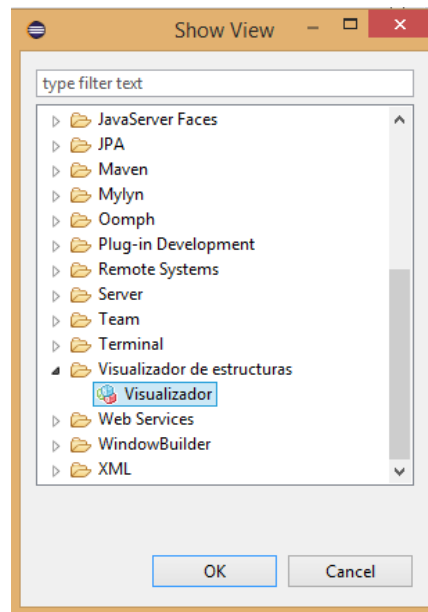 Show View
type filter text
JavaServer Faces
JPA
Maven
Mylyn
Oomph
Plug-in Development
Remote Systems
Server
Team
Terminal
Visualizador de estructuras
Visualizador
Web Services
WindowBuilder
XML
OK Cancel